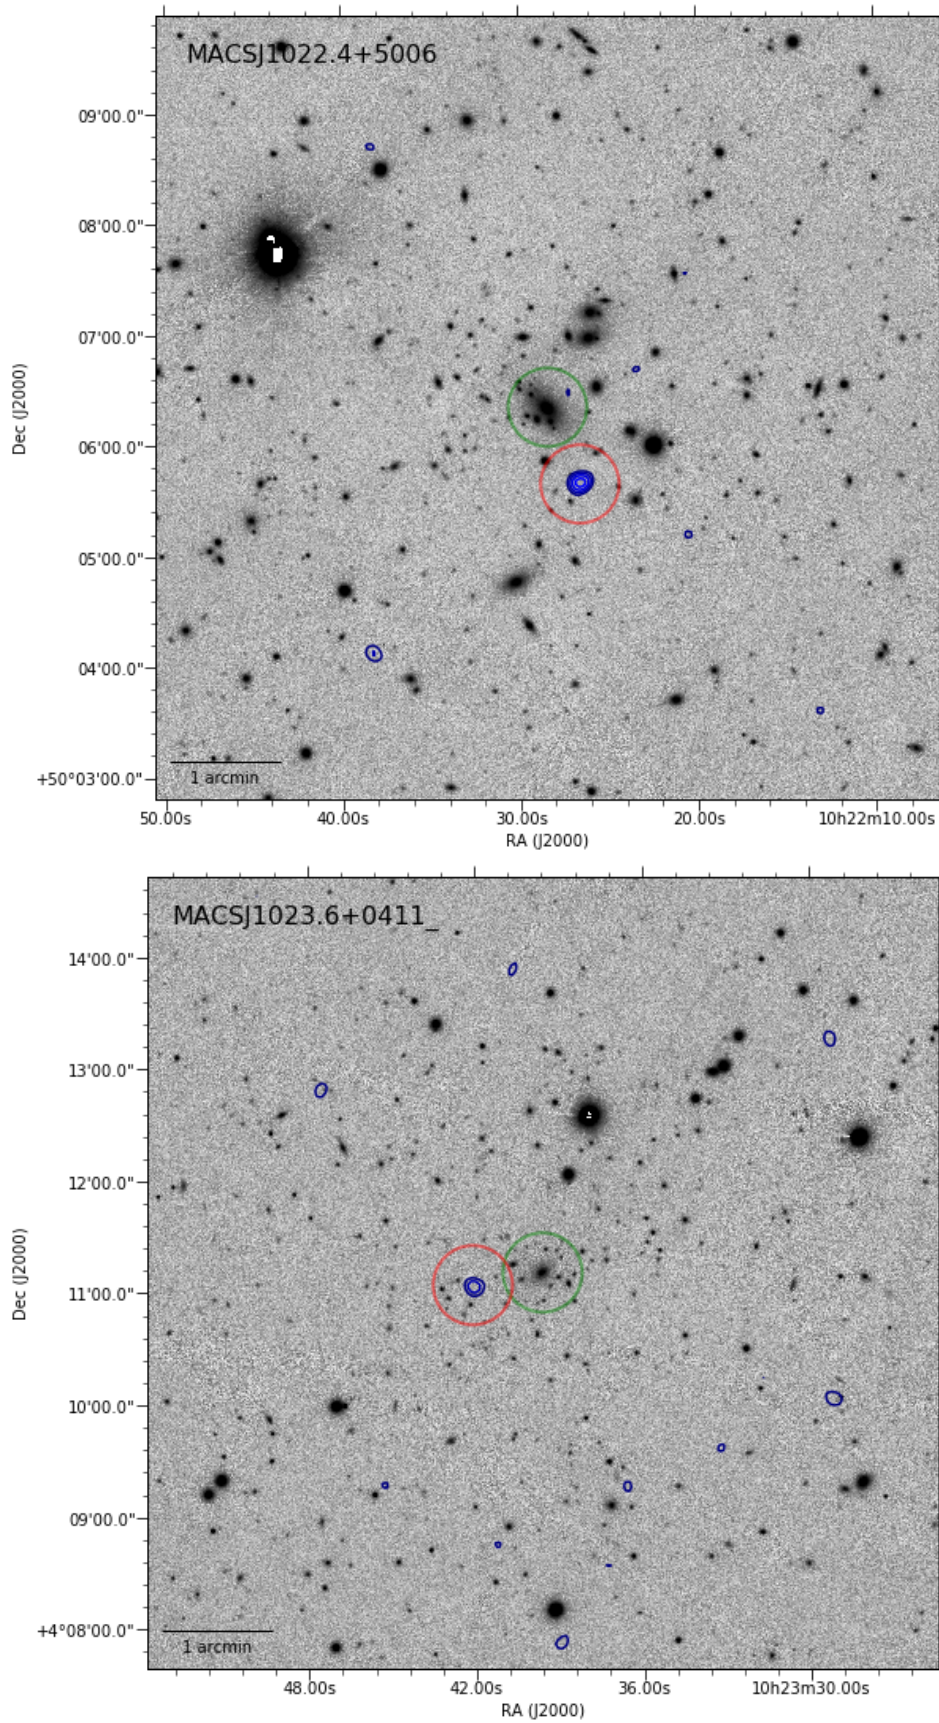 MACSJ1022.4+5006
09'00.0"
08'00.0"
07'00.0"
06'00.0"
05'00.0"
04'00.0"
+50°03'00.0"
Dec (J2000)
1 arcmin
50.00s 40.00s 30.00s 20.00s 10h22m10.00s
RA (J2000)
MACSJ1023.6+0411_
14'00.0"
13'00.0"
12'00.0"
11'00.0"
10'00.0"
09'00.0"
+4°08'00.0"
Dec (J2000)
1 arcmin
48.00s 42.00s 36.00s 10h23m30.00s
RA (J2000)